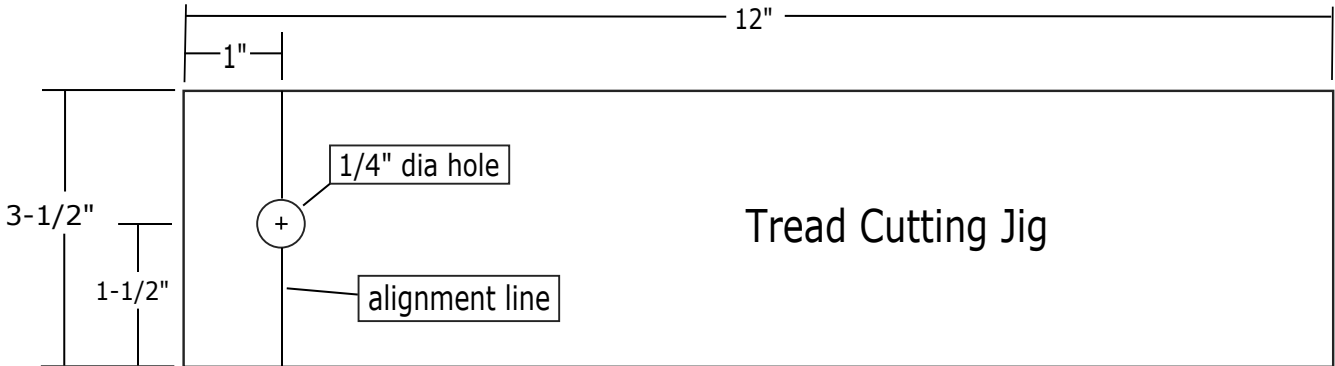 12"
1"
1/4" dia hole
3-1/2"
Tread Cutting Jig
1-1/2"
alignment line